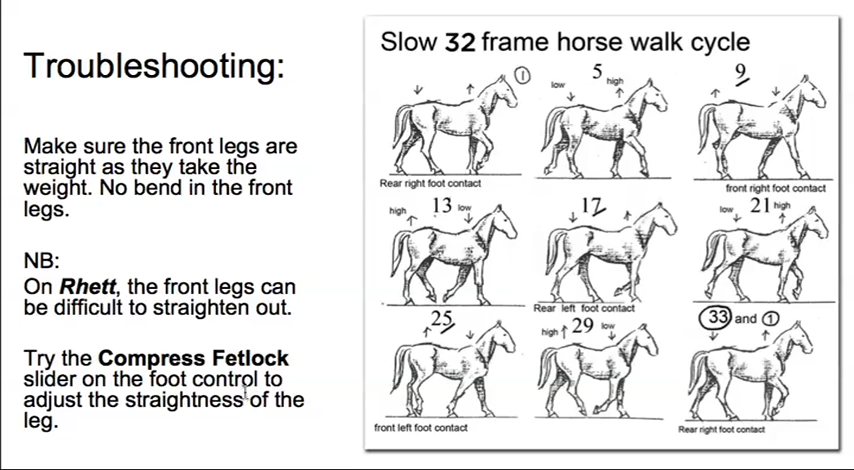 Troubleshooting:
Make sure the front legs are
straight as they take the
weight. No bend in the front
legs.
NB:
On Rhett, the front legs can
be difficult to straighten out.
Try the Compress Fetlock
slider on the foot control to
adjust the straightness of the
leg.
Slow 32 frame horse walk cycle
1
Rear right foot contact
low 5 high
9
front right foot contact
high 13 low
17
Rear left foot contact
low 21 high
25
front left foot contact
high 29 low
33 and 1
Rear right foot contact